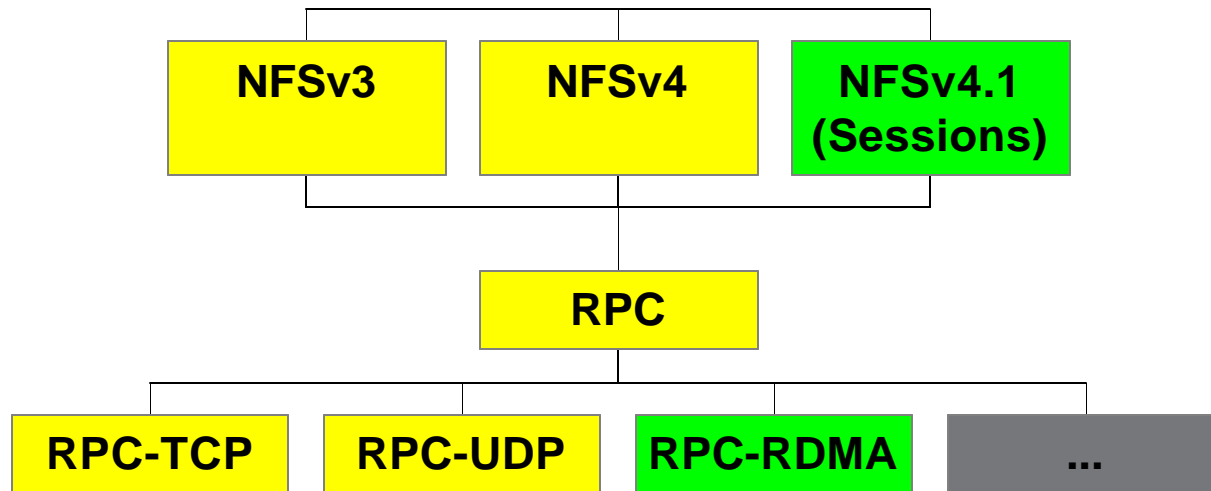 NFSv3
NFSv4
NFSv4.1
(Sessions)
RPC
RPC-TCP
RPC-UDP
RPC-RDMA
...